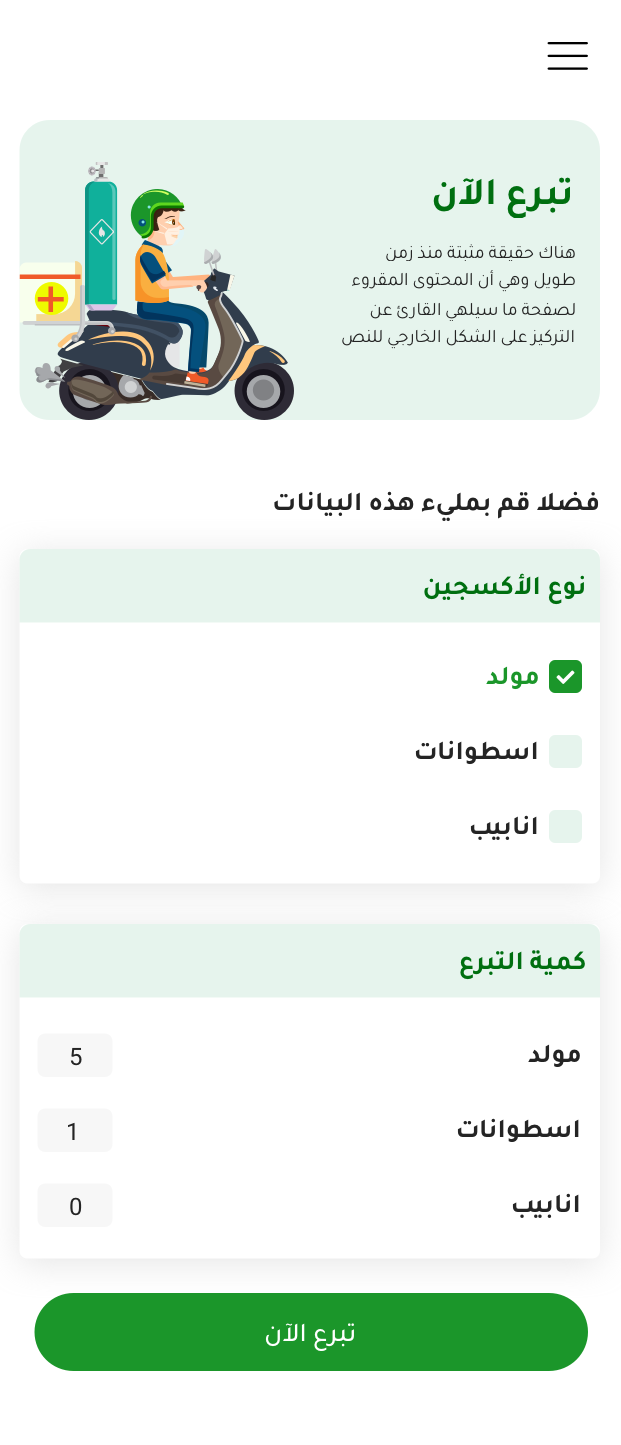 تبرع الآن
هناك حقيقة مثبتة منذ زمن
طويل وهي أن المحتوى المقروء
لصفحة ما سيلهي القارئ عن
التركيز على الشكل الخارجي للنص
فضلا قم بمليء هذه البيانات
نوع الأكسجين
مولد
اسطوانات
انابيب
كمية التبرع
مولد 5
اسطوانات 1
انابيب 0
تبرع الآن